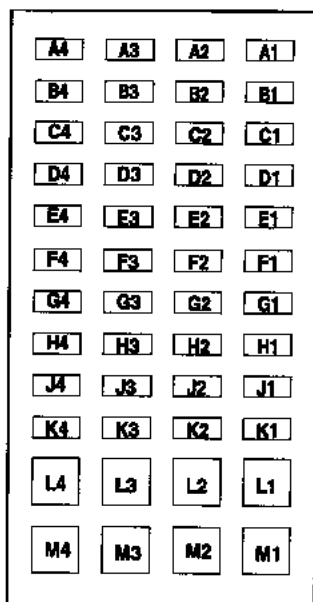 A4 A3 A2 A1
B4 B3 B2 B1
C4 C3 C2 C1
D4 D3 D2 D1
E4 E3 E2 E1
F4 F3 F2 F1
G4 G3 G2 G1
H4 H3 H2 H1
J4 J3 J2 J1
K4 K3 K2 K1
L4 L3 L2 L1
M4 M3 M2 M1